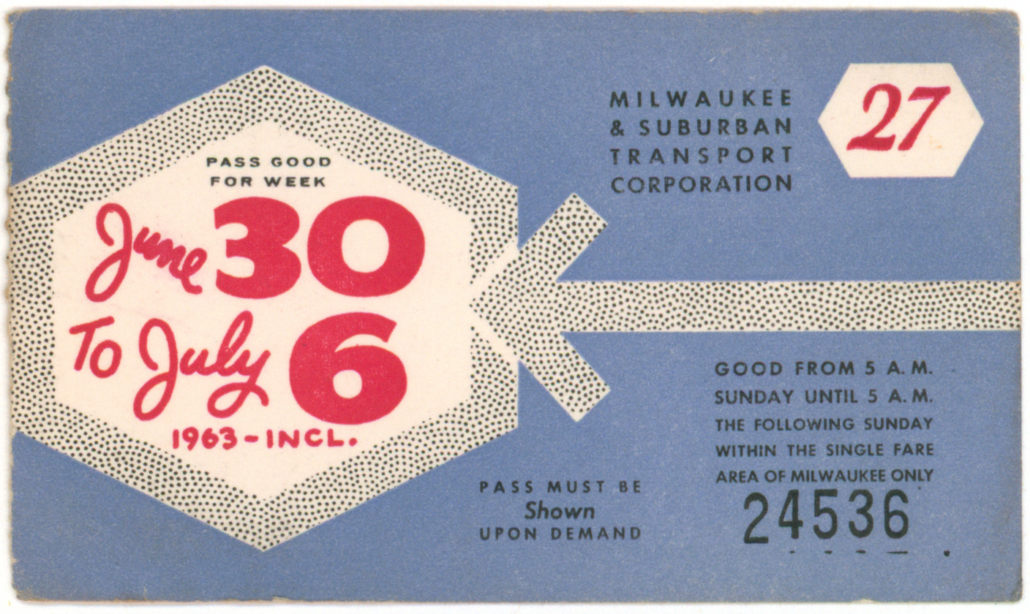 PASS GOOD
FOR WEEK
June 30
To July 6
1963-INCL.
MILWAUKEE
& SUBURBAN
TRANSPORT
CORPORATION
27
GOOD FROM 5 A.M.
SUNDAY UNTIL 5 A.M.
THE FOLLOWING SUNDAY
WITHIN THE SINGLE FARE
AREA OF MILWAUKEE ONLY
24536
PASS MUST BE
Shown
UPON DEMAND